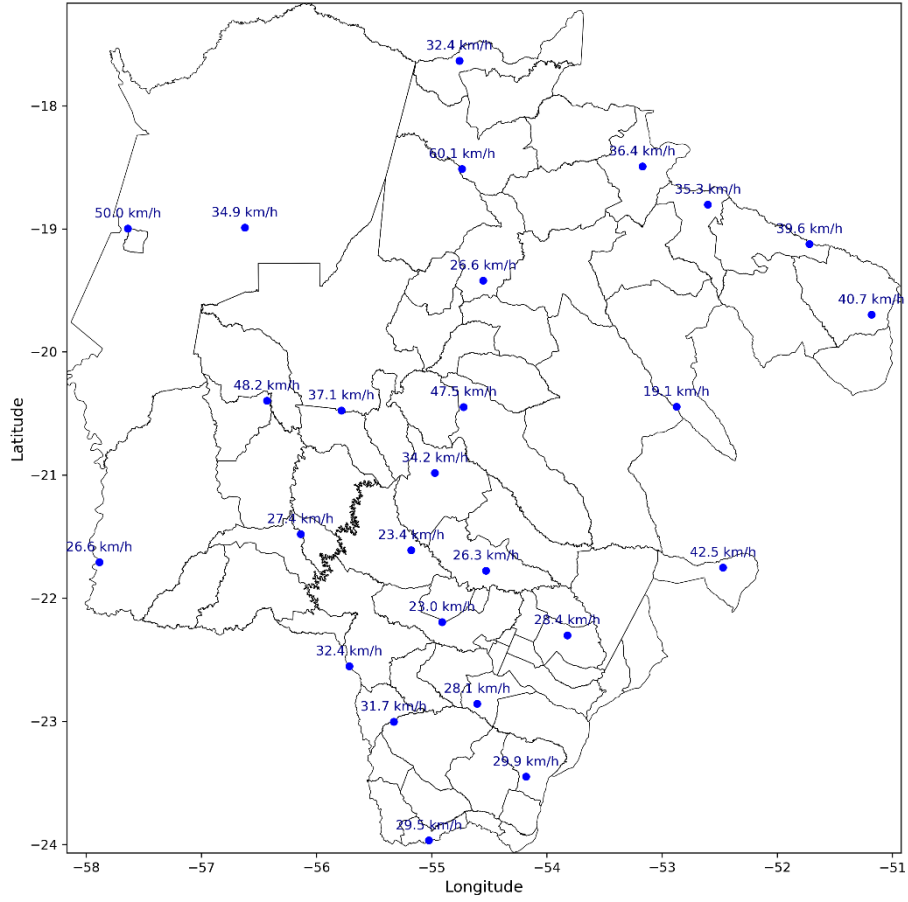 32.4 km/h
−18
60.1 km/h
36.4 km/h
35.3 km/h
50.0 km/h
34.9 km/h
−19
39.6 km/h
26.6 km/h
40.7 km/h
−20
48.2 km/h
37.1 km/h
47.5 km/h
19.1 km/h
Latitude
34.2 km/h
−21
27.4 km/h
23.4 km/h
26.6 km/h
26.3 km/h
42.5 km/h
−22
23.0 km/h
28.4 km/h
32.4 km/h
28.1 km/h
31.7 km/h
−23
29.9 km/h
29.5 km/h
−24
−58 −57 −56 −55 −54 −53 −52 −51
Longitude